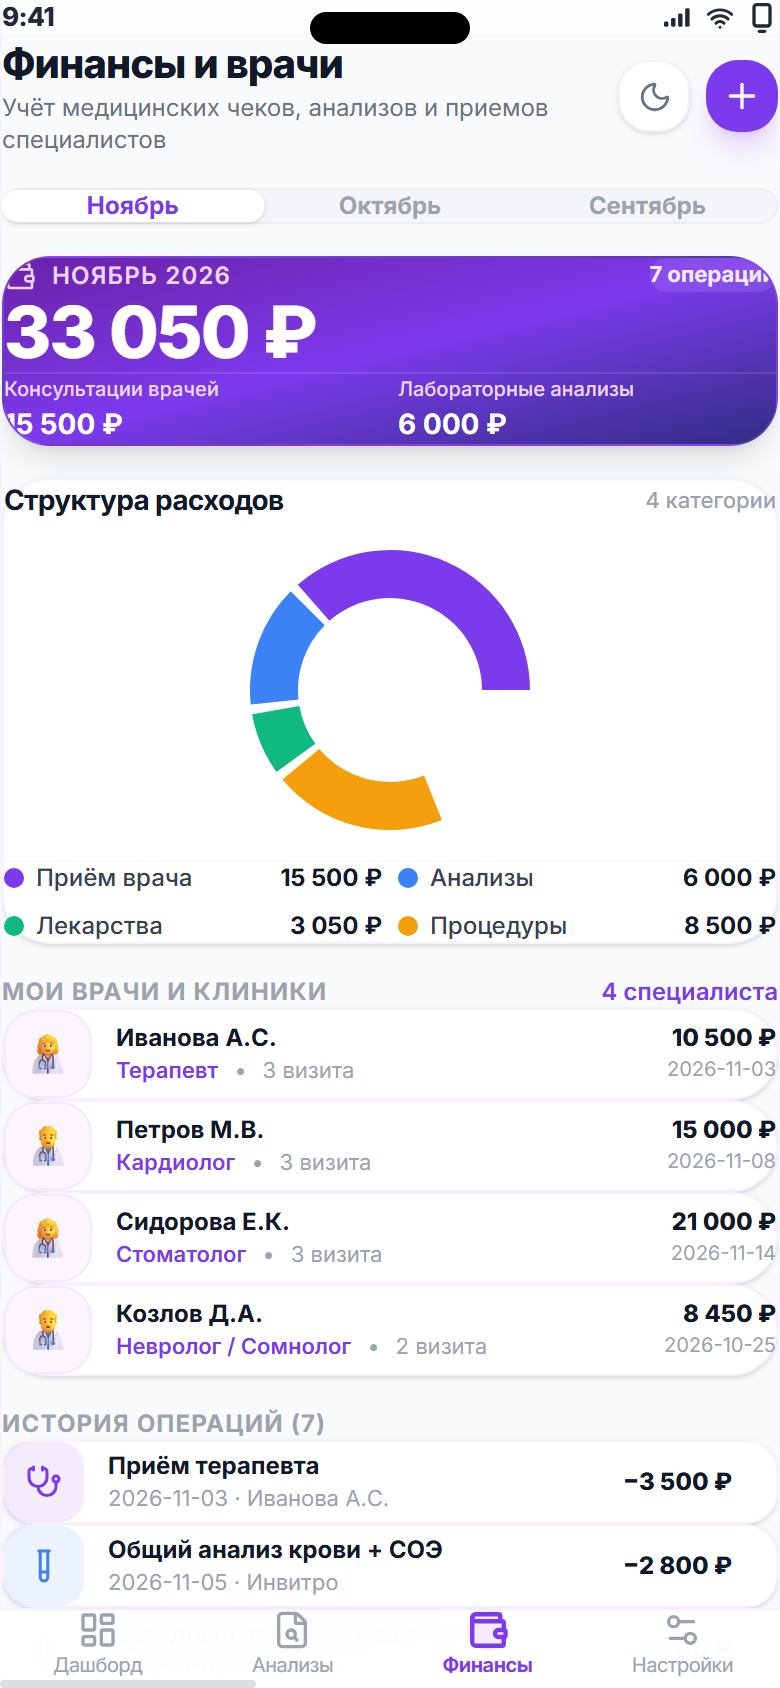 9:41
Финансы и врачи
Учёт медицинских чеков, анализов и приемов
специалистов
Ноябрь
Октябрь
Сентябрь
НОЯБРЬ 2026
7 операций
33 050 ₽
Консультации врачей
Лабораторные анализы
15 500 ₽
6 000 ₽
Структура расходов
4 категории
Приём врача
15 500 ₽
Анализы
6 000 ₽
Лекарства
3 050 ₽
Процедуры
8 500 ₽
МОИ ВРАЧИ И КЛИНИКИ
4 специалиста
Иванова А.С.
10 500 ₽
Терапевт • 3 визита
2026-11-03
Петров М.В.
15 000 ₽
Кардиолог • 3 визита
2026-11-08
Сидорова Е.К.
21 000 ₽
Стоматолог • 3 визита
2026-11-14
Козлов Д.А.
8 450 ₽
Невролог / Сомнолог • 2 визита
2026-10-25
ИСТОРИЯ ОПЕРАЦИЙ (7)
Приём терапевта
−3 500 ₽
2026-11-03 · Иванова А.С.
Общий анализ крови + СОЭ
−2 800 ₽
2026-11-05 · Инвитро
Дашборд
Анализы
Финансы
Настройки